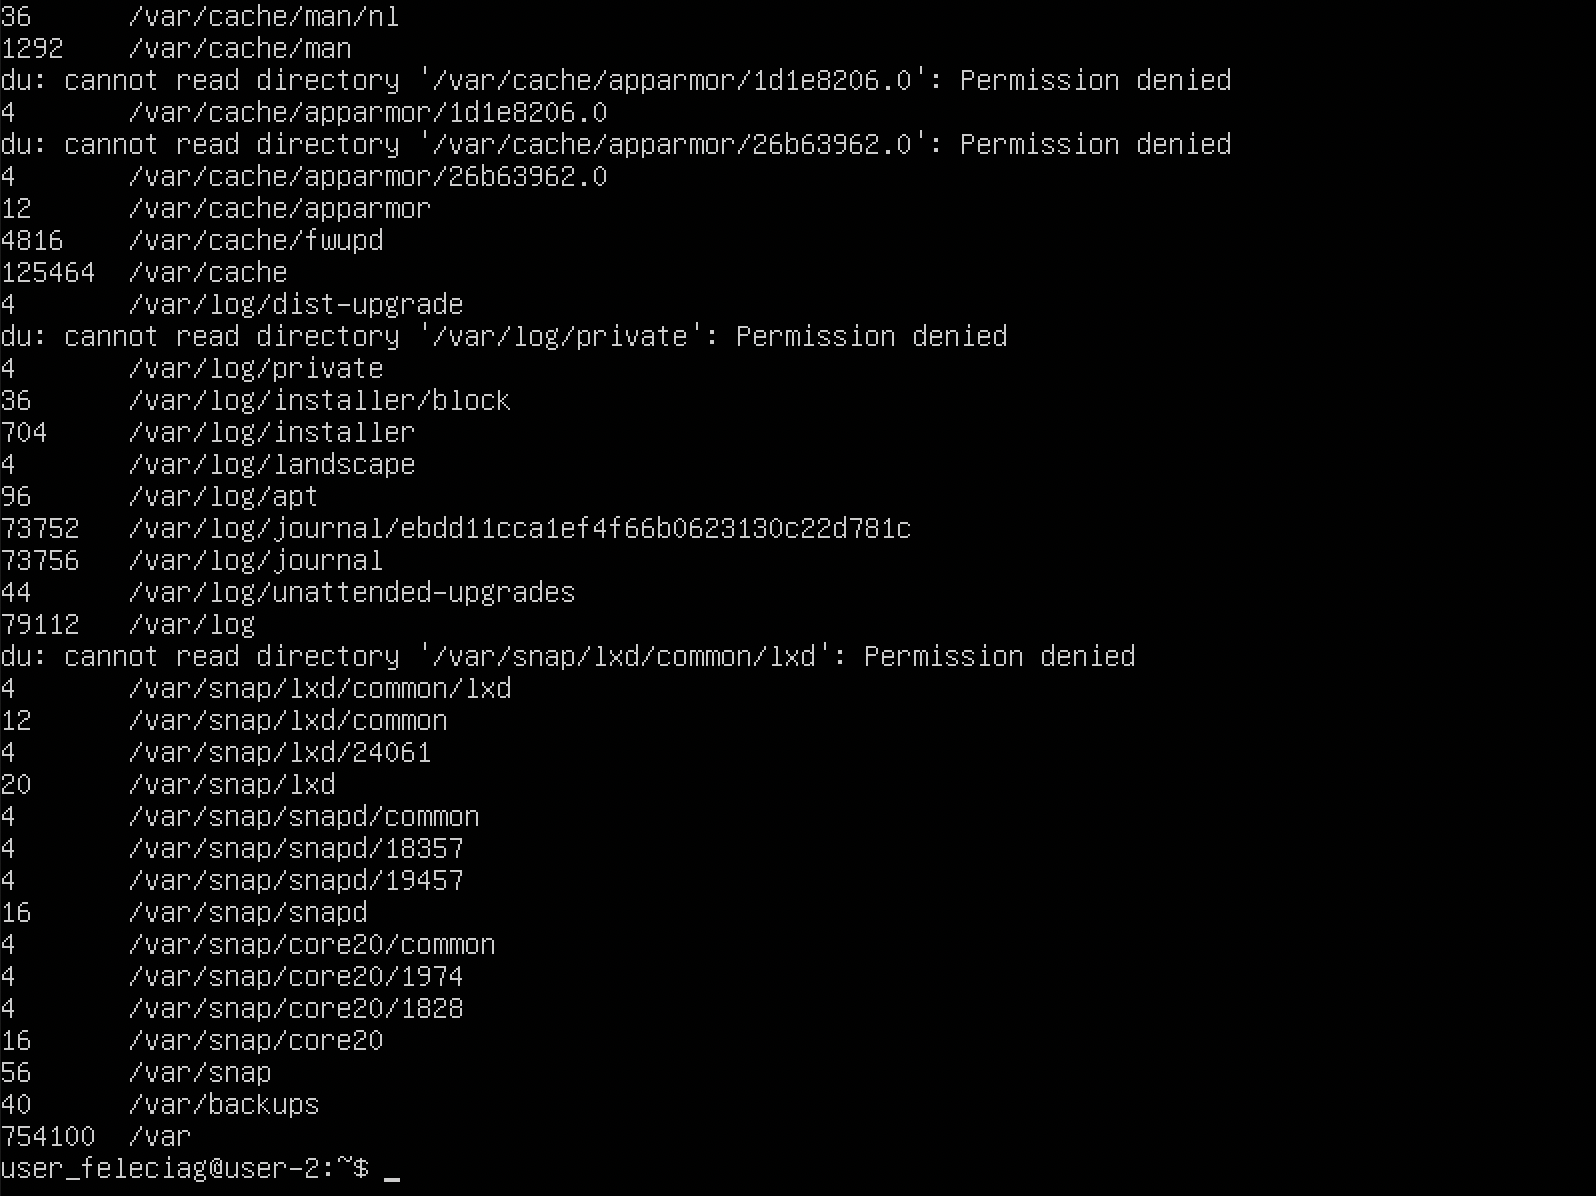 36      /var/cache/man/nl
1292    /var/cache/man
du: cannot read directory '/var/cache/apparmor/1d1e8206.0': Permission denied
4       /var/cache/apparmor/1d1e8206.0
du: cannot read directory '/var/cache/apparmor/26b63962.0': Permission denied
4       /var/cache/apparmor/26b63962.0
12      /var/cache/apparmor
4816    /var/cache/fwupd
125464  /var/cache
4       /var/log/dist-upgrade
du: cannot read directory '/var/log/private': Permission denied
4       /var/log/private
36      /var/log/installer/block
704     /var/log/installer
4       /var/log/landscape
96      /var/log/apt
73752   /var/log/journal/ebdd11cca1ef4f66b0623130c22d781c
73756   /var/log/journal
44      /var/log/unattended-upgrades
79112   /var/log
du: cannot read directory '/var/snap/lxd/common/lxd': Permission denied
4       /var/snap/lxd/common/lxd
12      /var/snap/lxd/common
4       /var/snap/lxd/24061
20      /var/snap/lxd
4       /var/snap/snapd/common
4       /var/snap/snapd/18357
4       /var/snap/snapd/19457
16      /var/snap/snapd
4       /var/snap/core20/common
4       /var/snap/core20/1974
4       /var/snap/core20/1828
16      /var/snap/core20
56      /var/snap
40      /var/backups
754100  /var
user_feleciag@user-2:~$ _